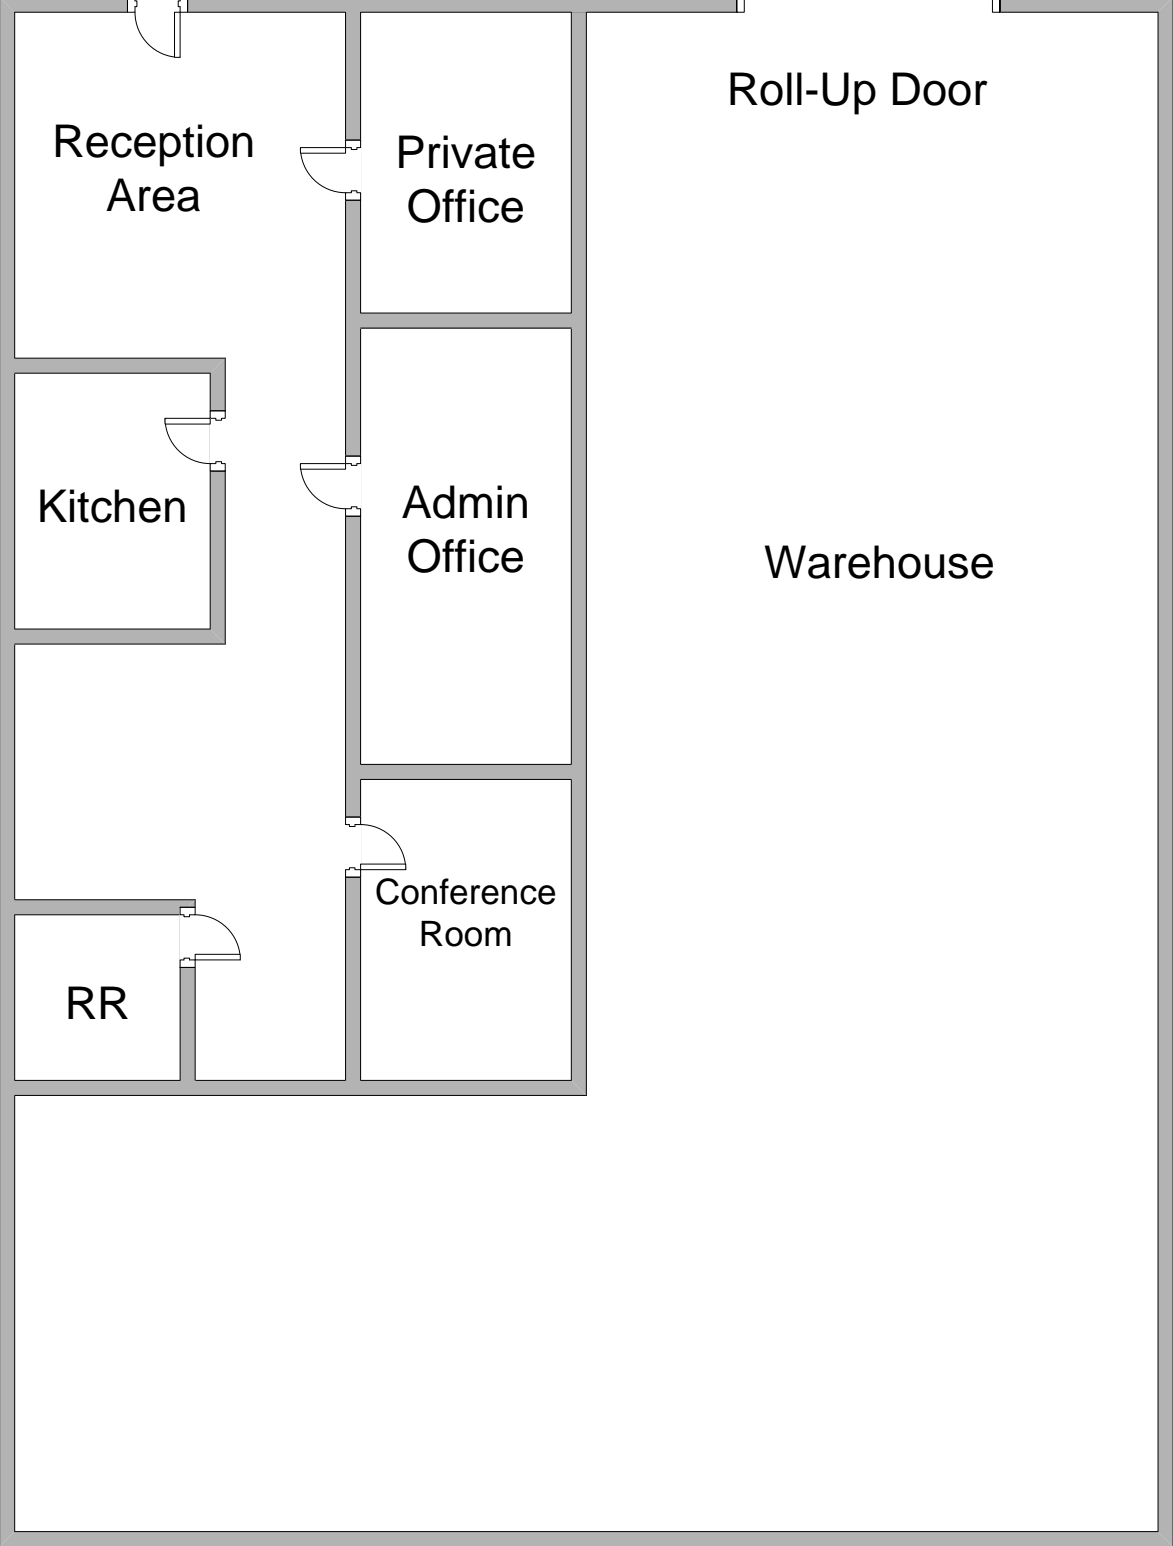 Roll-Up Door
Reception
Area
Private
Office
Kitchen
Admin
Office
Warehouse
Conference
Room
RR